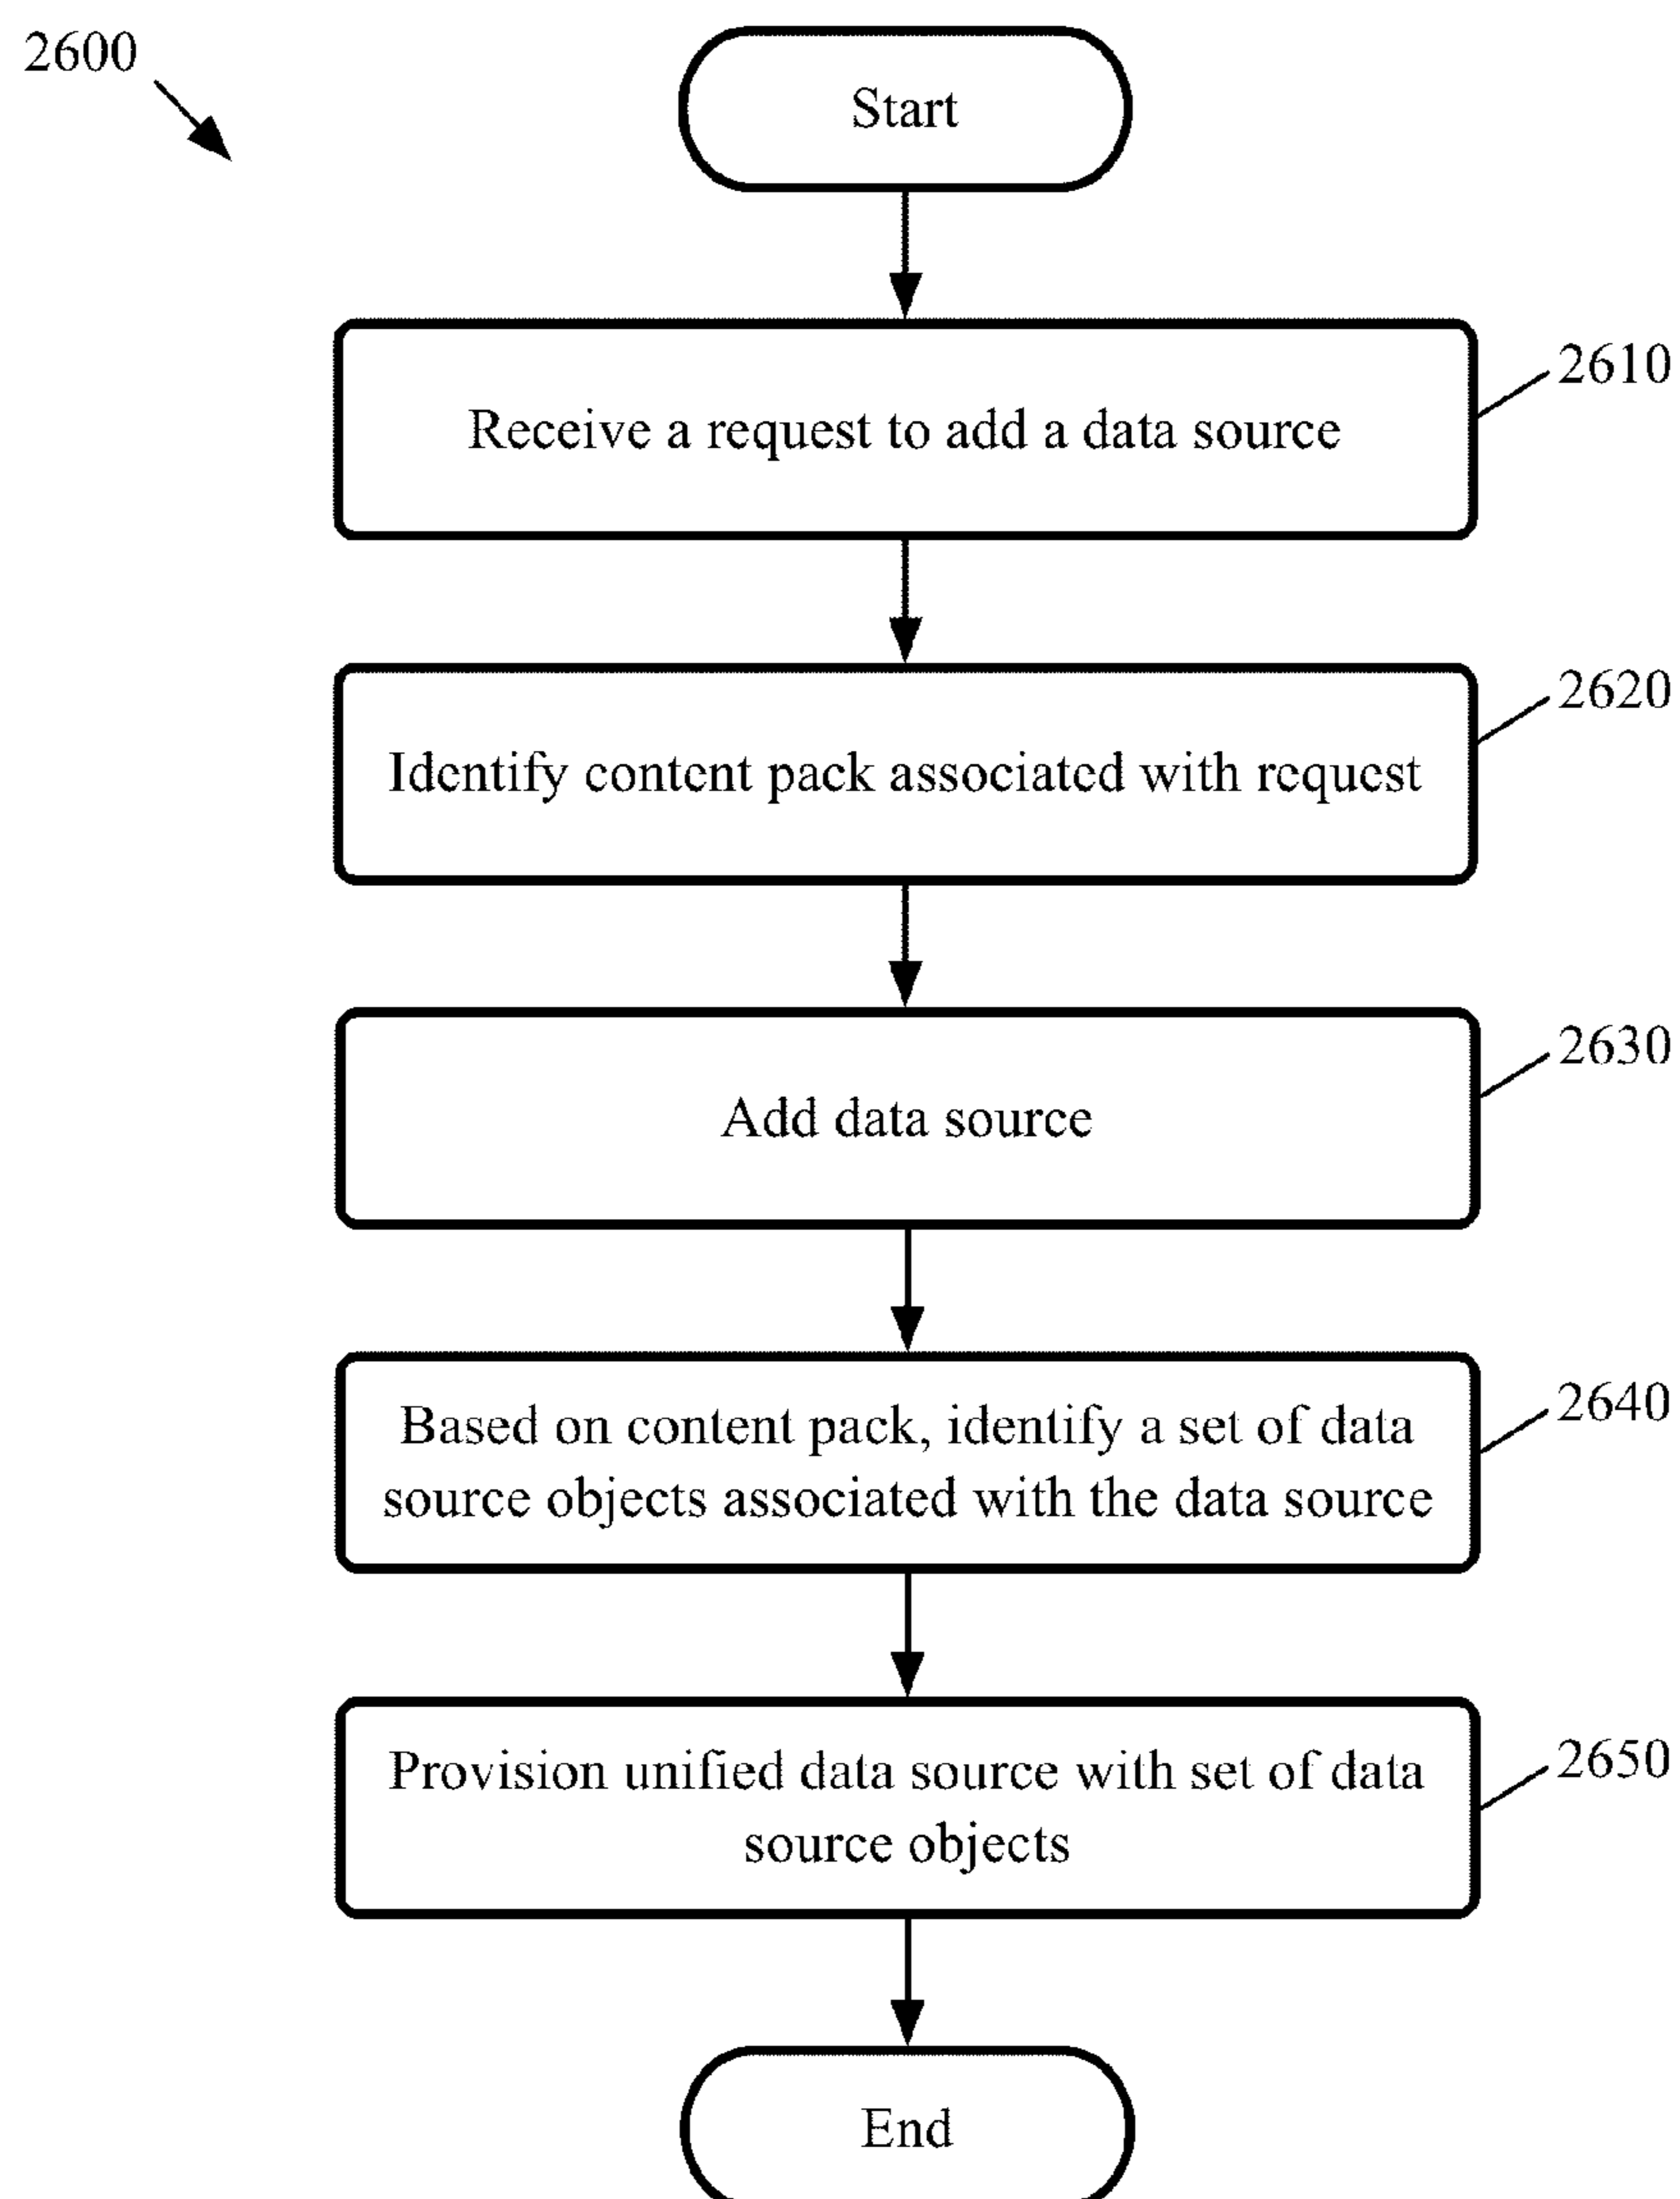 2600
Start
Receive a request to add a data source
2610
Identify content pack associated with request
2620
Add data source
2630
Based on content pack, identify a set of data
source objects associated with the data source
2640
Provision unified data source with set of data
source objects
2650
End